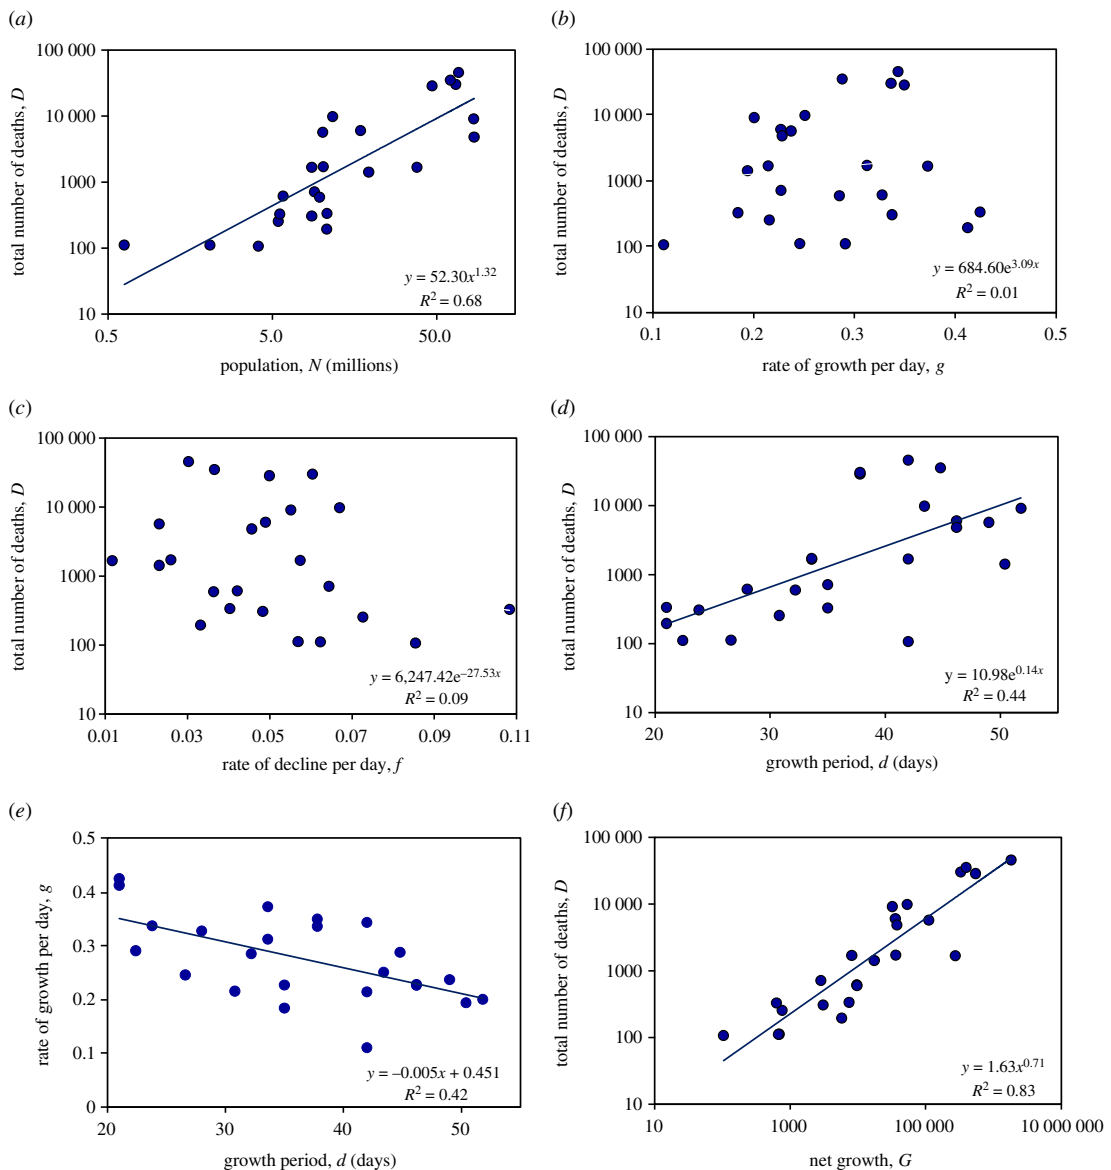 (a)
100 000
10 000
1000
100
10
total number of deaths, D
y = 52.30x^1.32
R² = 0.68
0.5 5.0 50.0
population, N (millions)
(b)
100 000
10 000
1000
100
10
total number of deaths, D
y = 684.60e^3.09x
R² = 0.01
0.1 0.2 0.3 0.4 0.5
rate of growth per day, g
(c)
100 000
10 000
1000
100
10
total number of deaths, D
y = 6,247.42e^–27.53x
R² = 0.09
0.01 0.03 0.05 0.07 0.09 0.11
rate of decline per day, f
(d)
100 000
10 000
1000
100
10
total number of deaths, D
y = 10.98e^0.14x
R² = 0.44
20 30 40 50
growth period, d (days)
(e)
0.5
0.4
0.3
0.2
0.1
0
rate of growth per day, g
y = –0.005x + 0.451
R² = 0.42
20 30 40 50
growth period, d (days)
(f)
100 000
10 000
1000
100
10
total number of deaths, D
y = 1.63x^0.71
R² = 0.83
10 1000 100 000 10 000 000
net growth, G